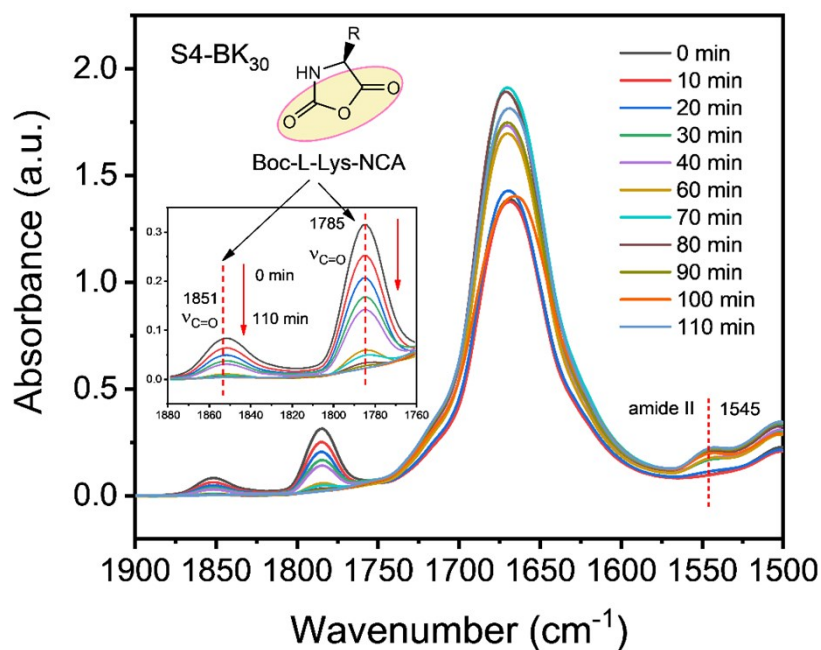 S4-BK₃₀
R
HN
O
O
O
Boc-L-Lys-NCA
0 min
10 min
20 min
30 min
40 min
60 min
70 min
80 min
90 min
100 min
110 min
1785
ν_C=O
1851
ν_C=O
0 min
110 min
0.3
0.2
0.1
0.0
1880 1860 1840 1820 1800 1780 1760
amide II 1545
2.0
1.5
1.0
0.5
0.0
Absorbance (a.u.)
1900 1850 1800 1750 1700 1650 1600 1550 1500
Wavenumber (cm⁻¹)